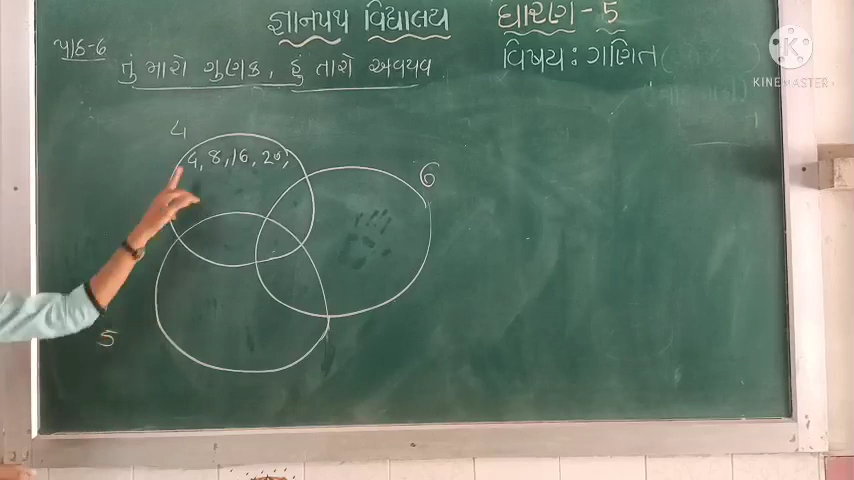 જ્ઞાનપથ વિદ્યાલય
ધોરણ - 5
પાઠ-6
વિષય: ગણિત
તું મારો ગુણક, હું તારો અવયવ
K
KINEMASTER
4
4, 8, 16, 20,
6
5